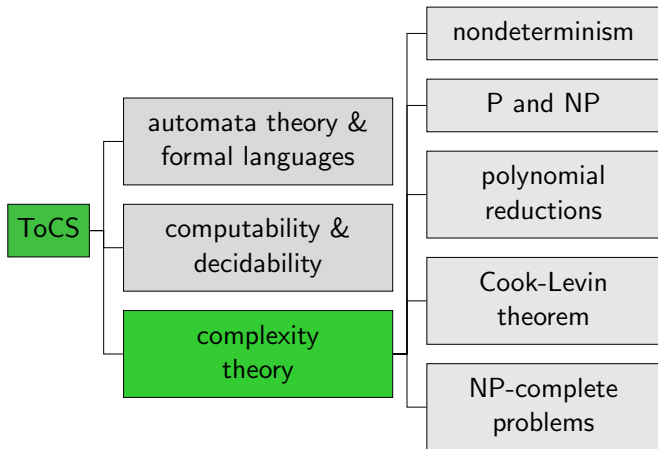 ToCS
automata theory &
formal languages
computability &
decidability
complexity
theory
nondeterminism
P and NP
polynomial
reductions
Cook-Levin
theorem
NP-complete
problems